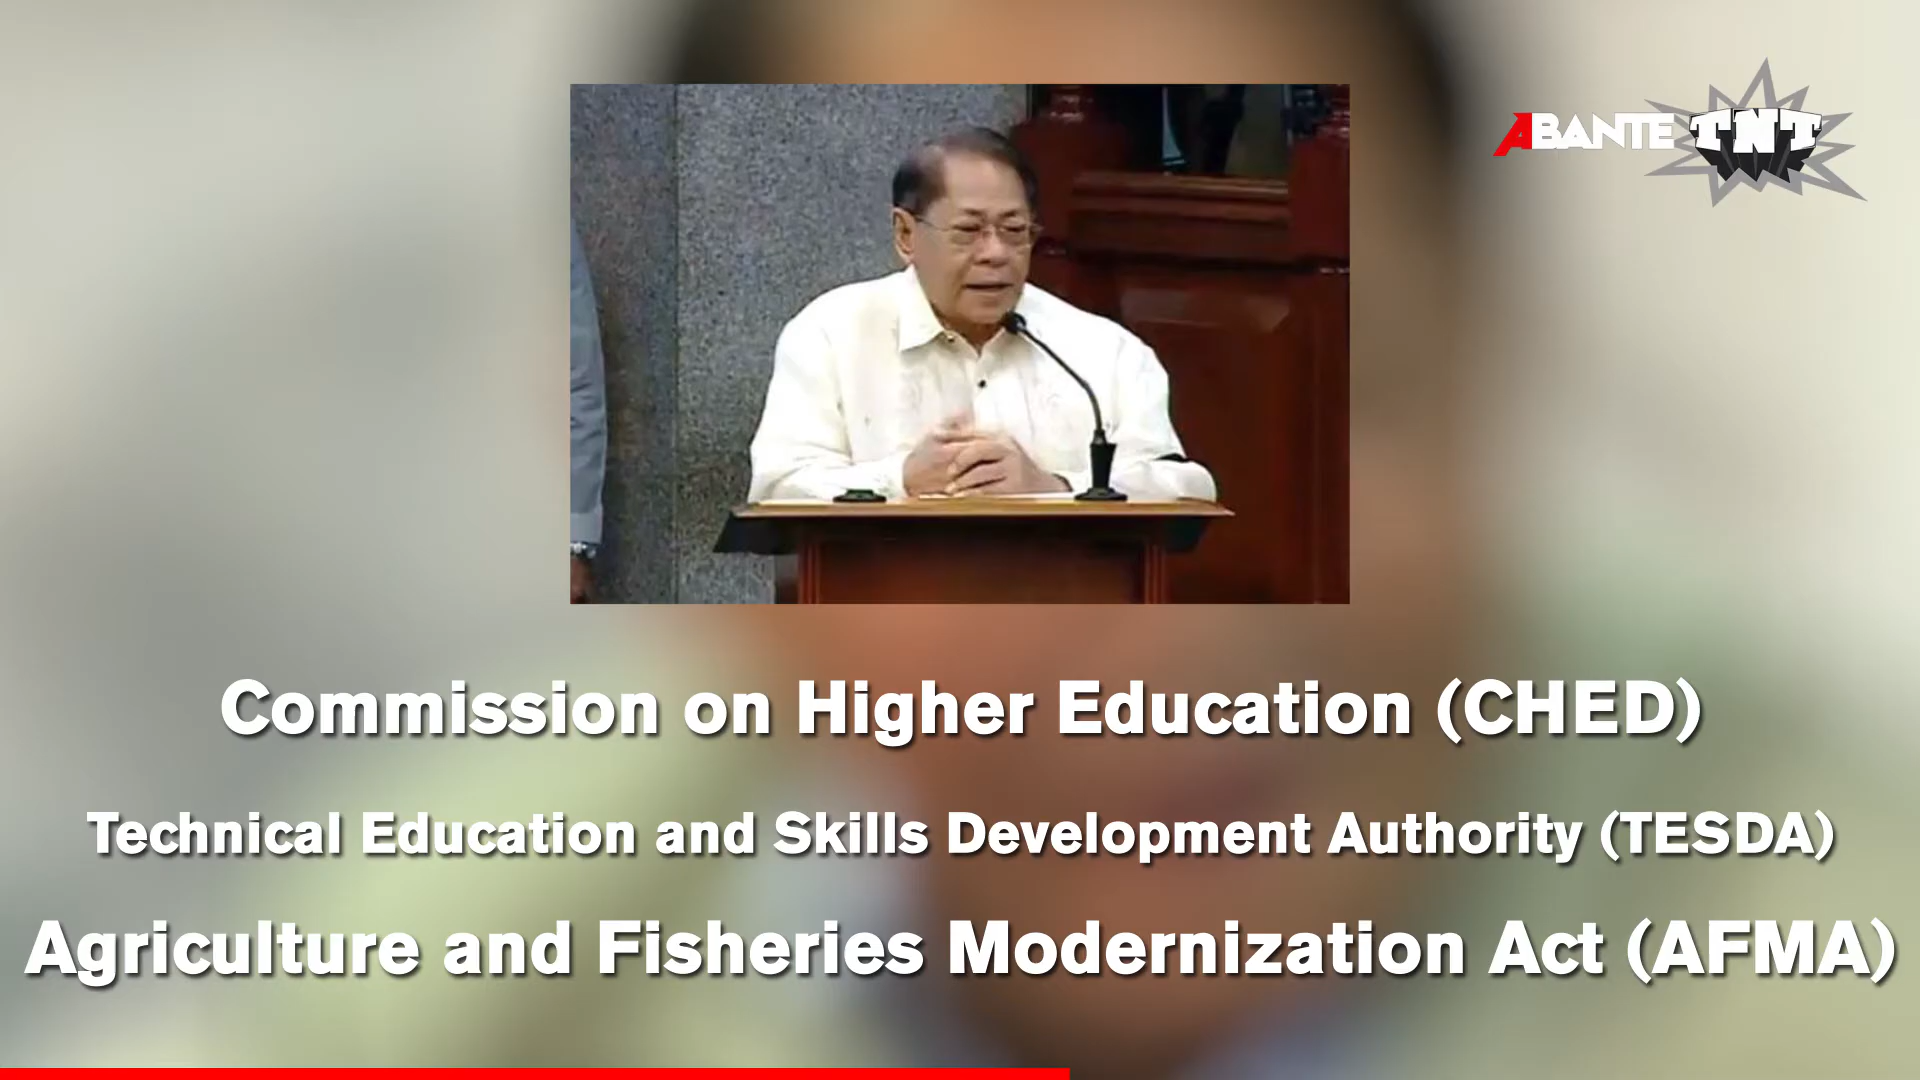 ABANTE TNT
Commission on Higher Education (CHED)
Technical Education and Skills Development Authority (TESDA)
Agriculture and Fisheries Modernization Act (AFMA)